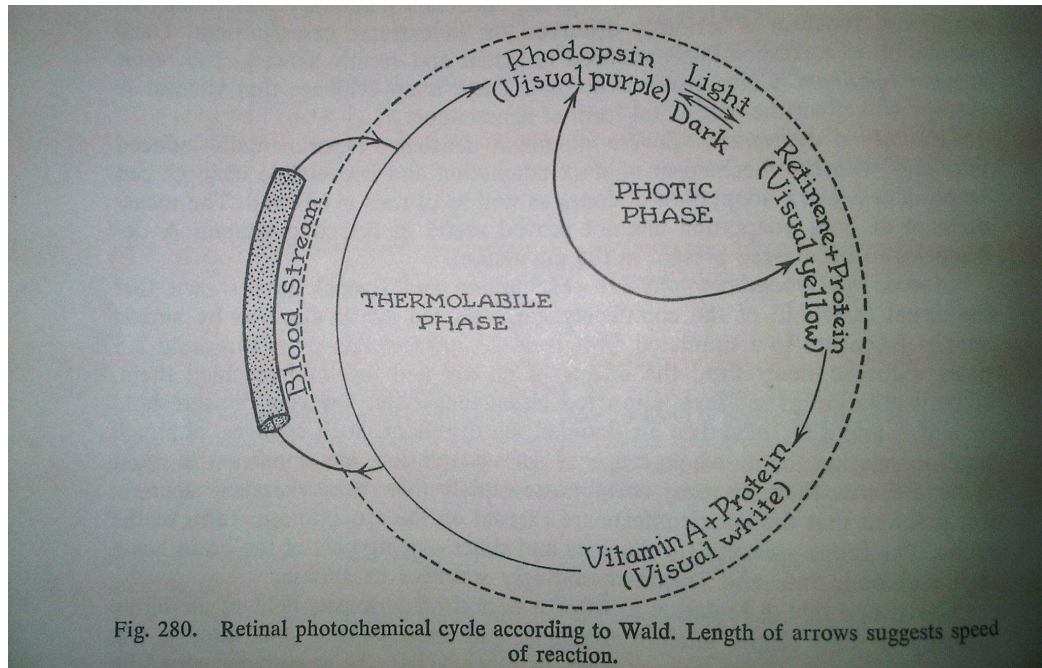 Rhodopsin
(Visual purple)
Light
Dark
Retinene+Protein
(Visual yellow)
PHOTIC
PHASE
THERMOLABILE
PHASE
Blood Stream
Vitamin A+Protein
(Visual white)
Fig. 280. Retinal photochemical cycle according to Wald. Length of arrows suggests speed
of reaction.